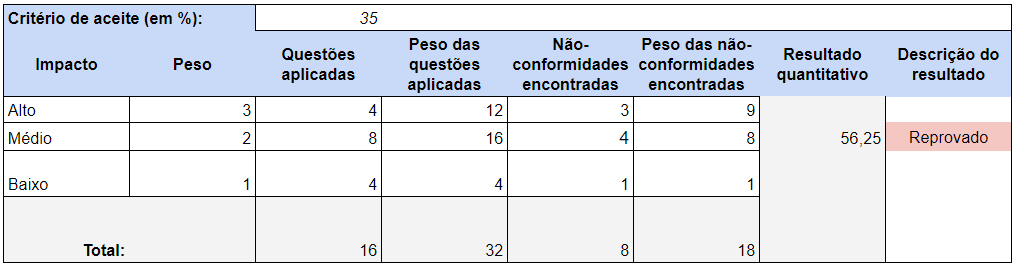 Critério de aceite (em %): 35
Impacto Peso Questões aplicadas Peso das questões aplicadas Não-conformidades encontradas Peso das não-conformidades encontradas Resultado quantitativo Descrição do resultado
Alto 3 4 12 3 9
Médio 2 8 16 4 8 56,25 Reprovado
Baixo 1 4 4 1 1
Total: 16 32 8 18